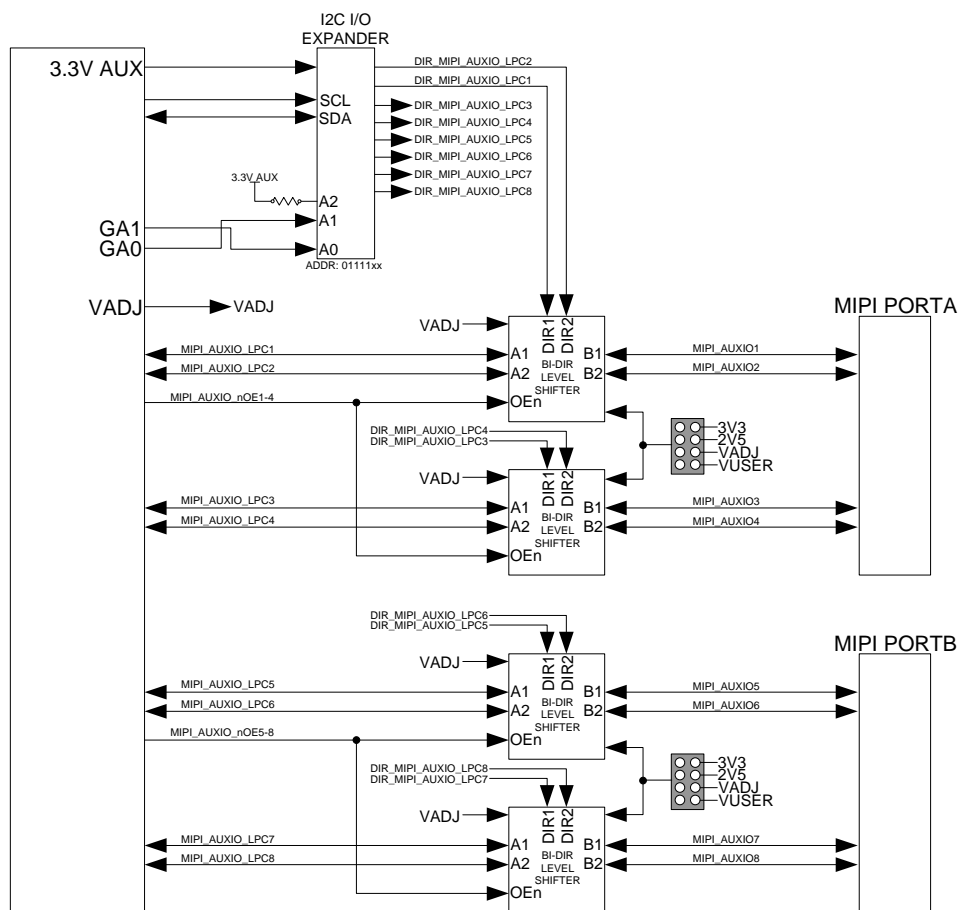 I2C I/O
EXPANDER
3.3V AUX
SCL
SDA
3.3V AUX
A2
A1
A0
ADDR: 01111xx
GA1
GA0
DIR_MIPI_AUXIO_LPC2
DIR_MIPI_AUXIO_LPC1
DIR_MIPI_AUXIO_LPC3
DIR_MIPI_AUXIO_LPC4
DIR_MIPI_AUXIO_LPC5
DIR_MIPI_AUXIO_LPC6
DIR_MIPI_AUXIO_LPC7
DIR_MIPI_AUXIO_LPC8
VADJ
VADJ
MIPI PORTA
VADJ
DIR1
DIR2
MIPI_AUXIO_LPC1
A1
B1
MIPI_AUXIO1
MIPI_AUXIO_LPC2
A2
BI-DIR
LEVEL
SHIFTER
B2
MIPI_AUXIO2
MIPI_AUXIO_nOE1-4
OEn
DIR_MIPI_AUXIO_LPC4
DIR_MIPI_AUXIO_LPC3
3V3
2V5
VADJ
VUSER
VADJ
DIR1
DIR2
MIPI_AUXIO_LPC3
A1
B1
MIPI_AUXIO3
MIPI_AUXIO_LPC4
A2
BI-DIR
LEVEL
SHIFTER
B2
MIPI_AUXIO4
OEn
DIR_MIPI_AUXIO_LPC6
DIR_MIPI_AUXIO_LPC5
MIPI PORTB
VADJ
DIR1
DIR2
MIPI_AUXIO_LPC5
A1
B1
MIPI_AUXIO5
MIPI_AUXIO_LPC6
A2
BI-DIR
LEVEL
SHIFTER
B2
MIPI_AUXIO6
MIPI_AUXIO_nOE5-8
OEn
DIR_MIPI_AUXIO_LPC8
DIR_MIPI_AUXIO_LPC7
3V3
2V5
VADJ
VUSER
VADJ
DIR1
DIR2
MIPI_AUXIO_LPC7
A1
B1
MIPI_AUXIO7
MIPI_AUXIO_LPC8
A2
BI-DIR
LEVEL
SHIFTER
B2
MIPI_AUXIO8
OEn